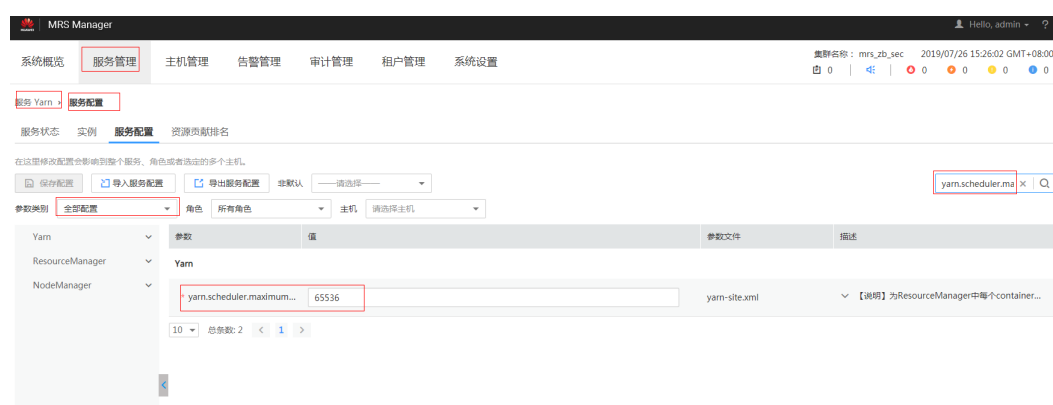 HUAWEI MRS Manager Hello, admin ?
系统概览 服务管理 主机管理 告警管理 审计管理 租户管理 系统设置 集群名称： mrs_zb_sec 2019/07/26 15:26:02 GMT+08:00
0 0 0 0 0
服务 Yarn › 服务配置
服务状态 实例 服务配置 资源贡献排名
在这里修改配置会影响到整个服务、角色或者选定的多个主机。
保存配置 导入服务配置 导出服务配置 非默认 ——请选择—— yarn.scheduler.ma ×
参数类别 全部配置 角色 所有角色 主机 请选择主机
Yarn 参数 值 参数文件 描述
ResourceManager Yarn
NodeManager * yarn.scheduler.maximum... 65536 yarn-site.xml 【说明】为ResourceManager中每个container...
10 总条数: 2 < 1 >